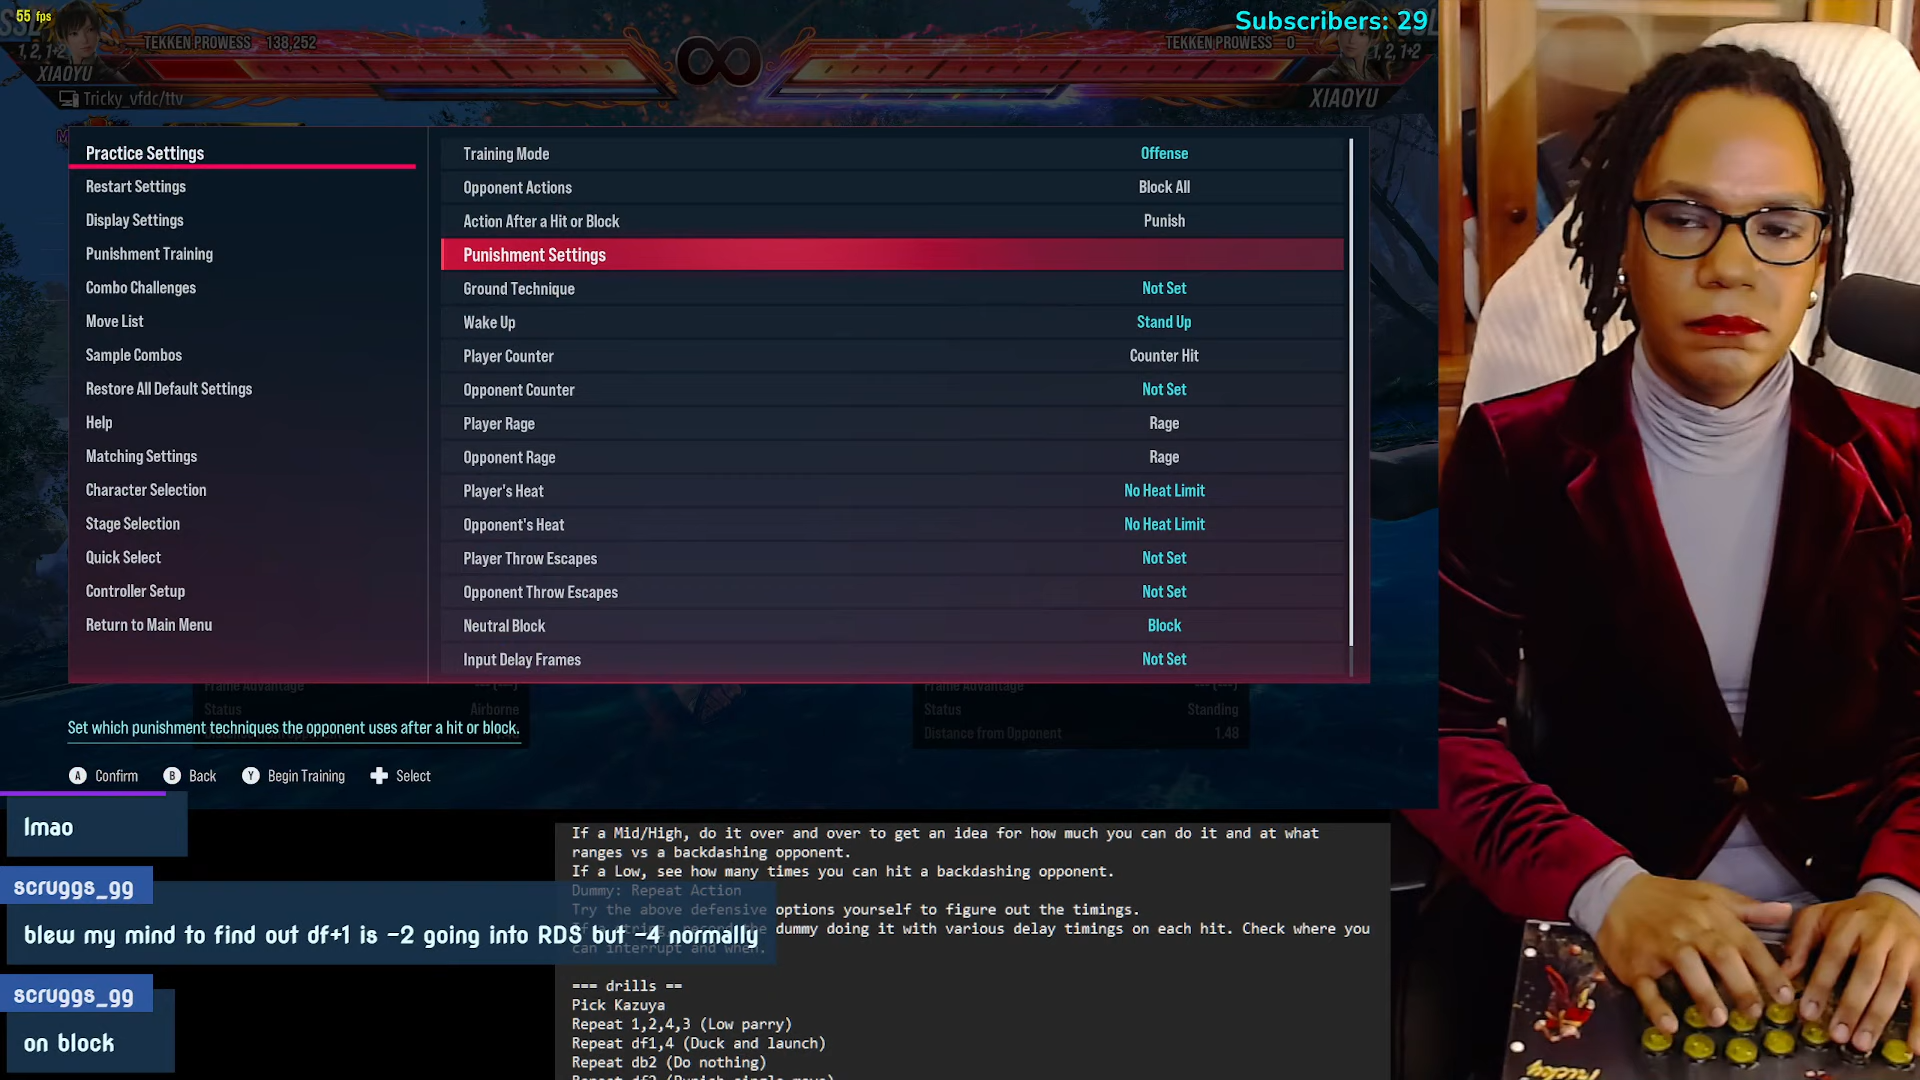 55 fps
Subscribers: 29
TEKKEN PROWESS 138,252
TEKKEN PROWESS 0
1, 2, 1+2
1, 2, 1+2
XIAOYU
XIAOYU
Tricky_vfdc/ttv
Practice Settings
Restart Settings
Display Settings
Punishment Training
Combo Challenges
Move List
Sample Combos
Restore All Default Settings
Help
Matching Settings
Character Selection
Stage Selection
Quick Select
Controller Setup
Return to Main Menu
Training Mode Offense
Opponent Actions Block All
Action After a Hit or Block Punish
Punishment Settings
Ground Technique Not Set
Wake Up Stand Up
Player Counter Counter Hit
Opponent Counter Not Set
Player Rage Rage
Opponent Rage Rage
Player's Heat No Heat Limit
Opponent's Heat No Heat Limit
Player Throw Escapes Not Set
Opponent Throw Escapes Not Set
Neutral Block Block
Input Delay Frames Not Set
Frame Advantage
Status Airborne
Frame Advantage
Status Standing
Distance from Opponent 1.48
Set which punishment techniques the opponent uses after a hit or block.
A Confirm B Back Y Begin Training Select
lmao
scruggs_gg
blew my mind to find out df+1 is -2 going into RDS but -4 normally
scruggs_gg
on block
If a Mid/High, do it over and over to get an idea for how much you can do it and at what
ranges vs a backdashing opponent.
If a Low, see how many times you can hit a backdashing opponent.
Dummy: Repeat Action
Try the above defensive options yourself to figure out the timings.
dummy doing it with various delay timings on each hit. Check where you
can interrupt and when.
=== drills ==
Pick Kazuya
Repeat 1,2,4,3 (Low parry)
Repeat df1,4 (Duck and launch)
Repeat db2 (Do nothing)